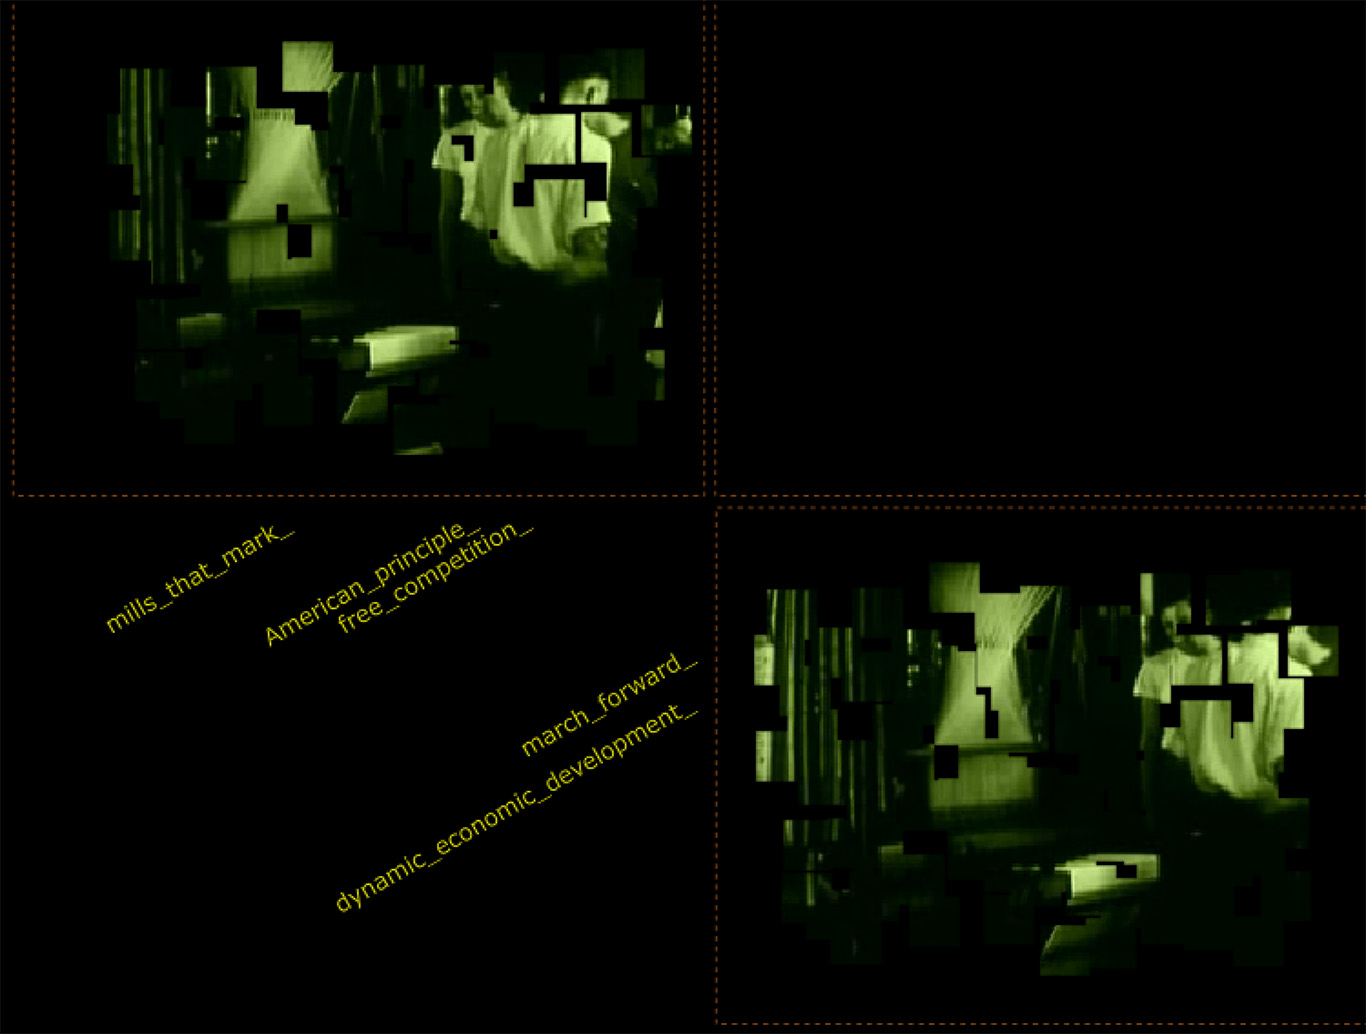 mills_that_mark_
American_principle_
free_competition_
march_forward_
dynamic_economic_development_